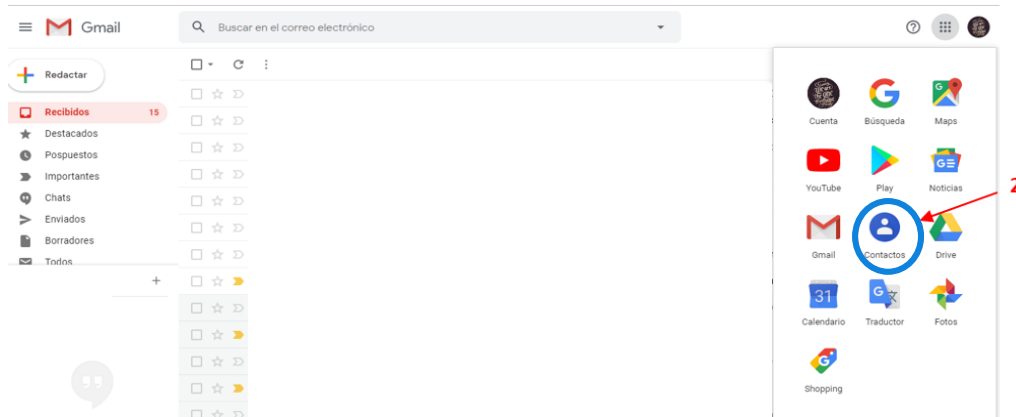 Gmail
Buscar en el correo electrónico
Redactar
Recibidos 15
Destacados
Pospuestos
Importantes
Chats
Enviados
Borradores
Todos
Cuenta Búsqueda Maps
YouTube Play Noticias
2
Gmail Contactos Drive
31 G 文
Calendario Traductor Fotos
G
Shopping